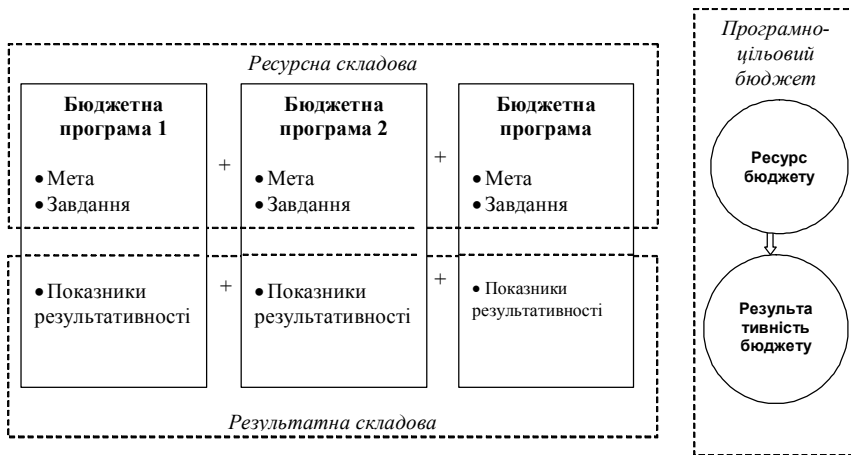 Ресурсна складова
Бюджетна
програма 1
• Мета
• Завдання
• Показники
результативності
+
+
Бюджетна
програма 2
• Мета
• Завдання
• Показники
результативності
+
+
Бюджетна
програма
• Мета
• Завдання
• Показники
результативності
Результатна складова
Програмно-
цільовий
бюджет
Ресурс
бюджету
Результа
тивність
бюджету